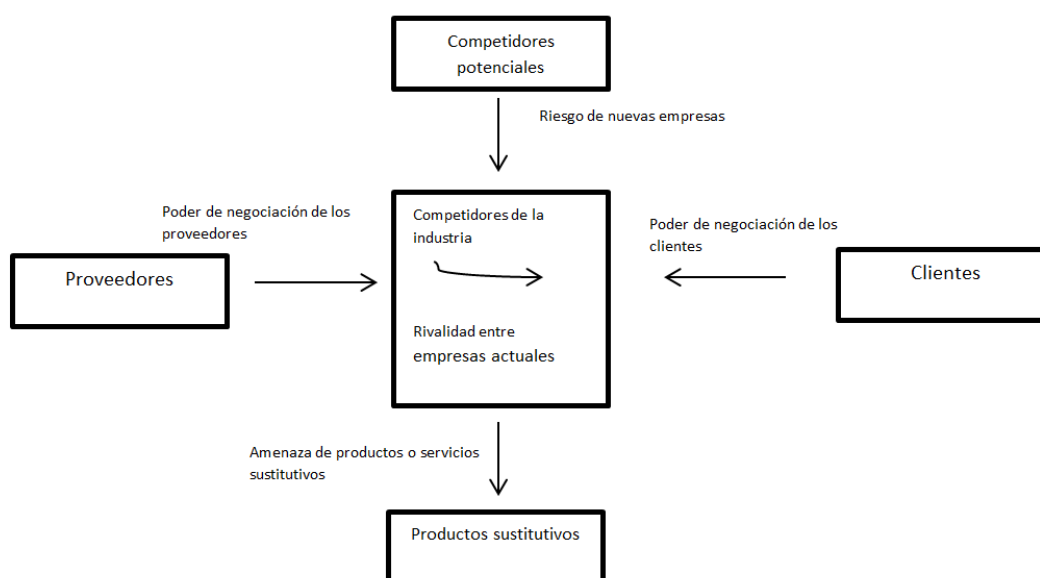 Competidores
potenciales
Riesgo de nuevas empresas
Poder de negociación de los
proveedores
Competidores de la
industria
Poder de negociación de los
clientes
Proveedores
Clientes
Rivalidad entre
empresas actuales
Amenaza de productos o servicios
sustitutivos
Productos sustitutivos